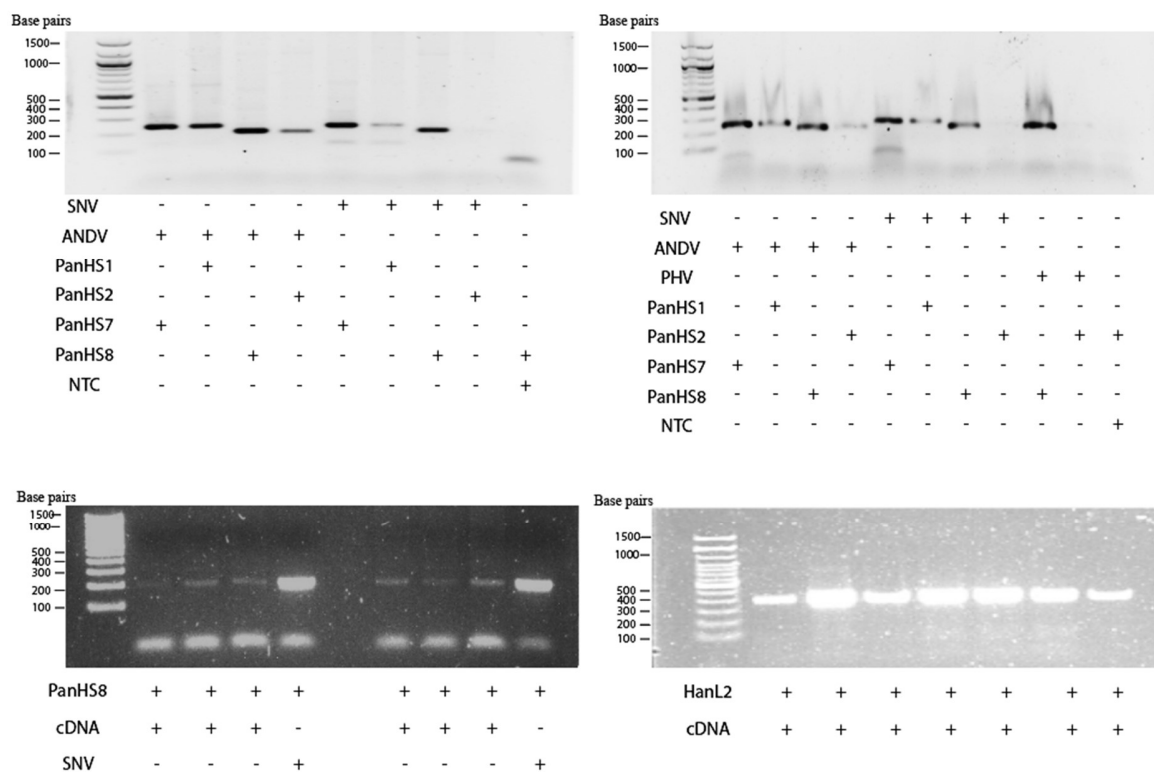 Base pairs
1500
1000
500
400
300
200
100
SNV - - - - + + + + -
ANDV + + + + - - - - -
PanHS1 - + - - - + - - -
PanHS2 - - - + - - - + -
PanHS7 + - - - + - - - -
PanHS8 - - + - - - + - +
NTC - - - - - - - - +
Base pairs
1500
1000
500
400
300
200
100
SNV - - - - + + + + - - -
ANDV + + + + - - - - - - -
PHV - - - - - - - - + + -
PanHS1 - + - - - + - - - - -
PanHS2 - - - + - - - + - + +
PanHS7 + - - - + - - - - - -
PanHS8 - - + - - - + - + - -
NTC - - - - - - - - - - +
Base pairs
1500
1000
500
400
300
200
100
PanHS8 + + + + + + + +
cDNA + + + - + + + -
SNV - - - + - - - +
Base pairs
1500
1000
500
400
300
200
100
HanL2 + + + + + + +
cDNA + + + + + + +